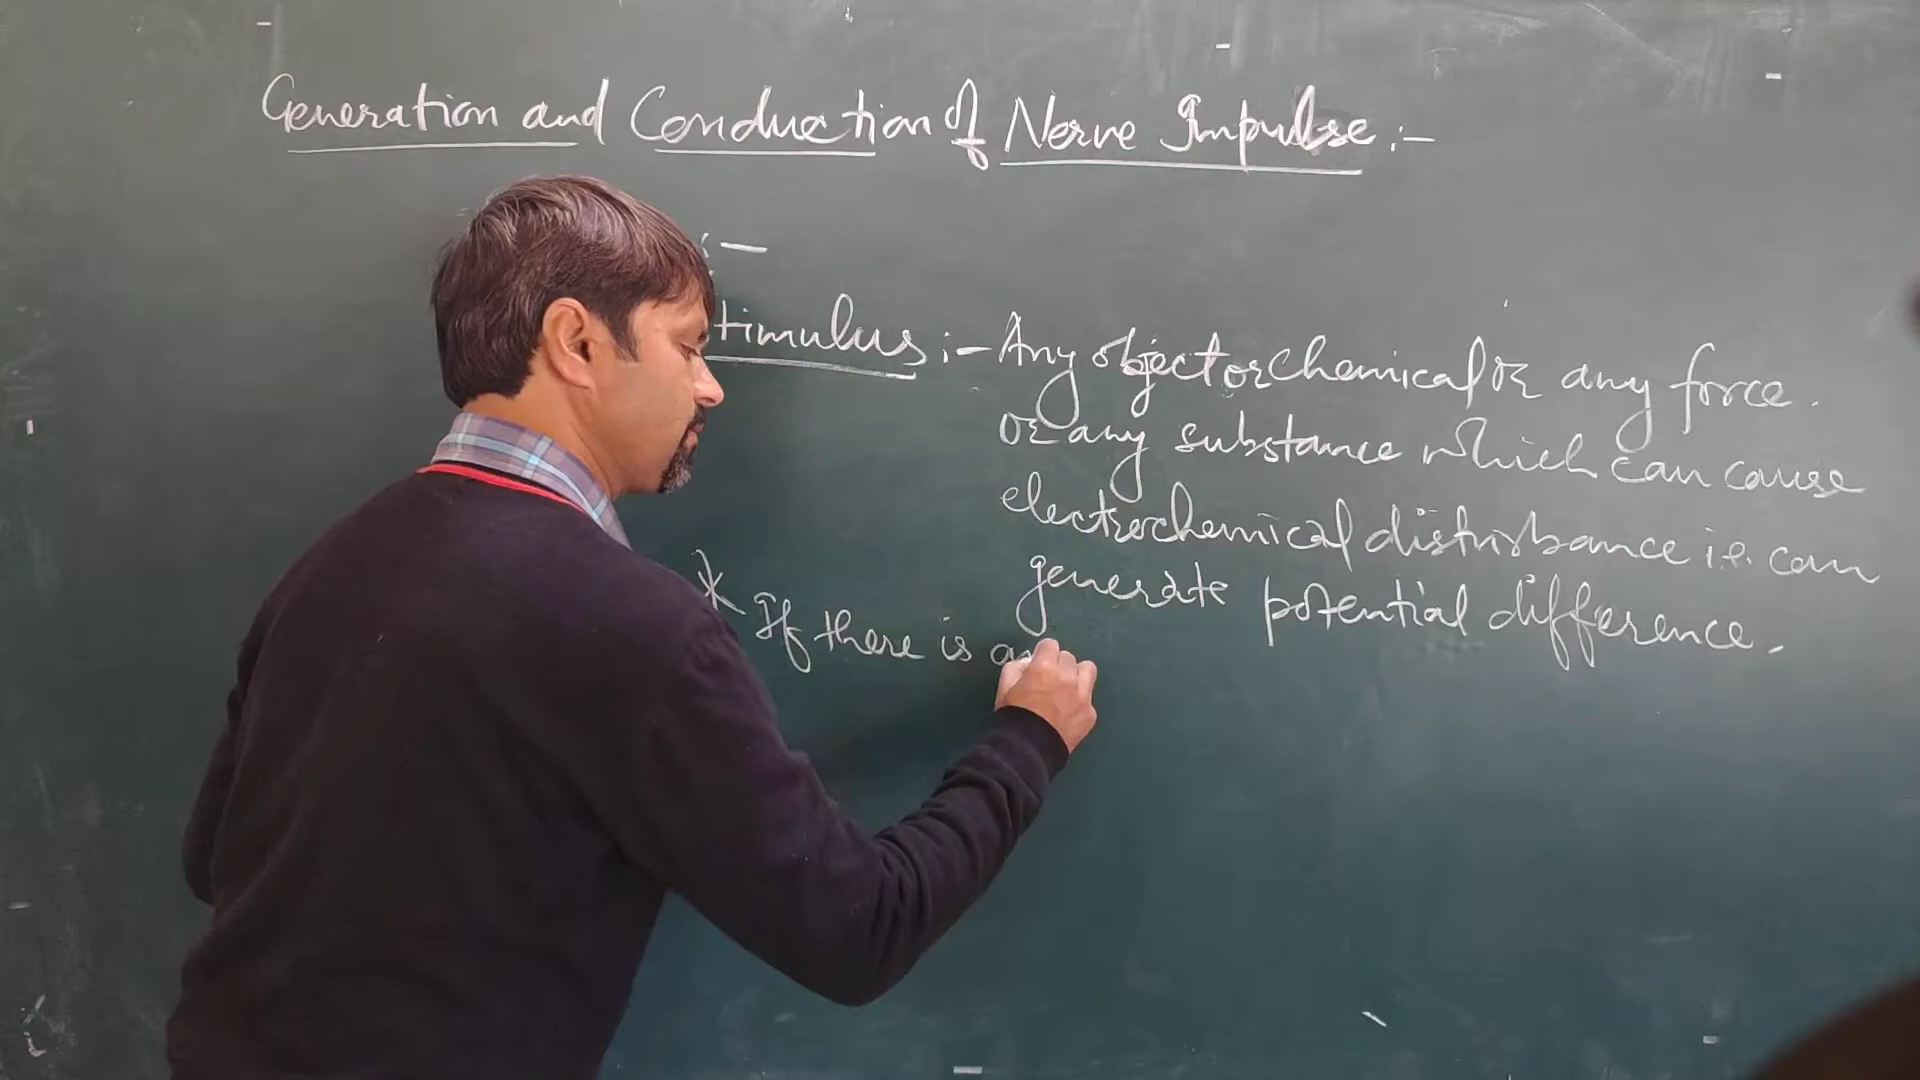 Generation and Conduction of Nerve Impulse :-
:-
timulus :- Any object or chemical or any force.
or any substance which can cause
electrochemical distrubance i.e. can
generate potential difference.
* If there is